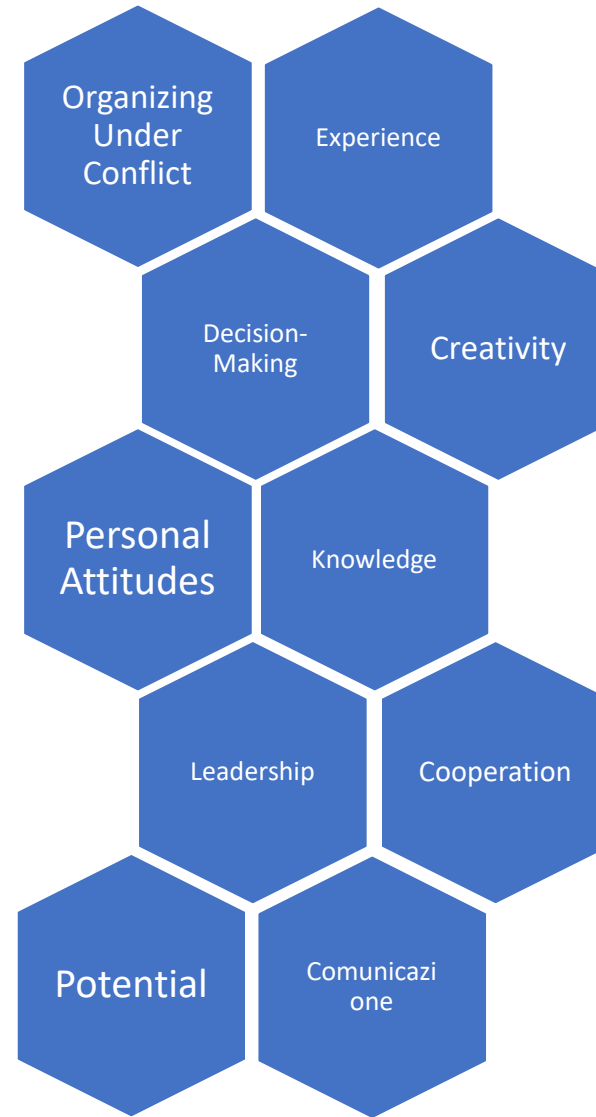 Organizing
Under
Conflict
Experience
Decision-
Making
Creativity
Personal
Attitudes
Knowledge
Leadership
Cooperation
Potential
Comunicazi
one